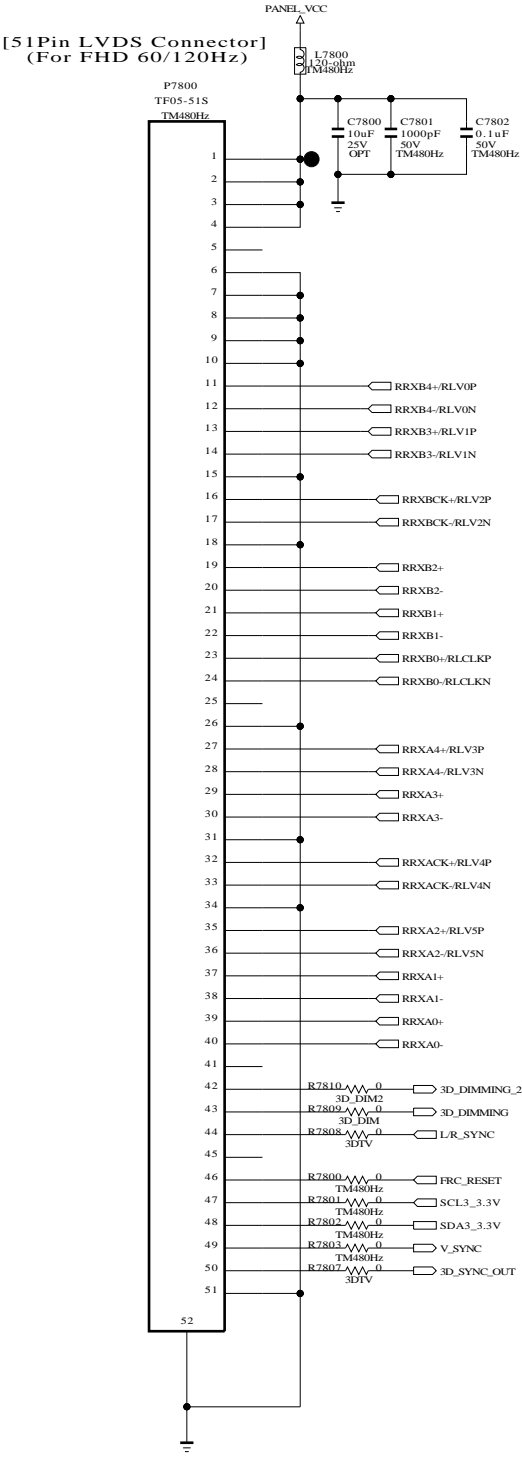 PANEL_VCC
[51Pin LVDS Connector]
(For FHD 60/120Hz)
L7800
120-ohm
TM480Hz
P7800
TF05-51S
TM480Hz
C7800
10uF
25V
OPT
C7801
1000pF
50V
TM480Hz
C7802
0.1uF
50V
TM480Hz
1
2
3
4
5
6
7
8
9
10
11 RRXB4+/RLV0P
12 RRXB4-/RLV0N
13 RRXB3+/RLV1P
14 RRXB3-/RLV1N
15
16 RRXBCK+/RLV2P
17 RRXBCK-/RLV2N
18
19 RRXB2+
20 RRXB2-
21 RRXB1+
22 RRXB1-
23 RRXB0+/RLCLKP
24 RRXB0-/RLCLKN
25
26
27 RRXA4+/RLV3P
28 RRXA4-/RLV3N
29 RRXA3+
30 RRXA3-
31
32 RRXACK+/RLV4P
33 RRXACK-/RLV4N
34
35 RRXA2+/RLV5P
36 RRXA2-/RLV5N
37 RRXA1+
38 RRXA1-
39 RRXA0+
40 RRXA0-
41
42 R7810 0 3D_DIMMING_2
3D_DIM2
43 R7809 0 3D_DIMMING
3D_DIM
44 R7808 0 L/R_SYNC
3DTV
45
46 R7800 0 FRC_RESET
TM480Hz
47 R7801 0 SCL3_3.3V
TM480Hz
48 R7802 0 SDA3_3.3V
TM480Hz
49 R7803 0 V_SYNC
TM480Hz
50 R7807 0 3D_SYNC_OUT
3DTV
51
52